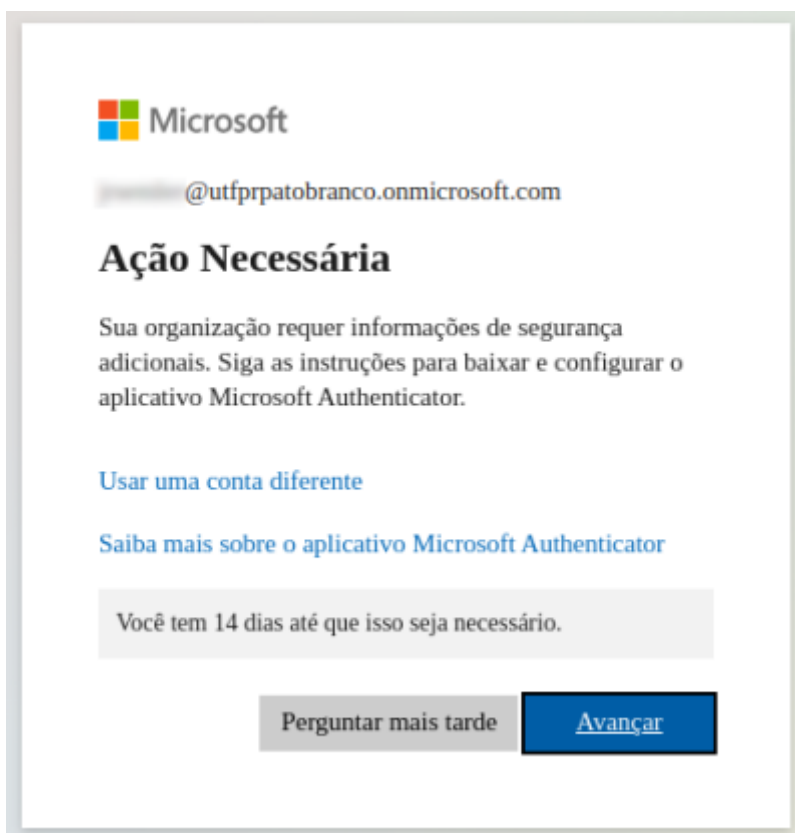 Microsoft
@utfprpatobranco.onmicrosoft.com
Ação Necessária
Sua organização requer informações de segurança
adicionais. Siga as instruções para baixar e configurar o
aplicativo Microsoft Authenticator.
Usar uma conta diferente
Saiba mais sobre o aplicativo Microsoft Authenticator
Você tem 14 dias até que isso seja necessário.
Perguntar mais tarde Avançar